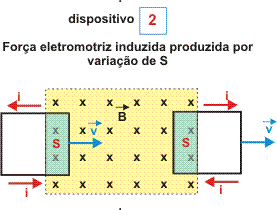 dispositivo 2
Força eletromotriz induzida produzida por
variação de S
i i
x x x x x x
B
x x x x x x
S v S v
x x x x x x
x x x x x x
i i